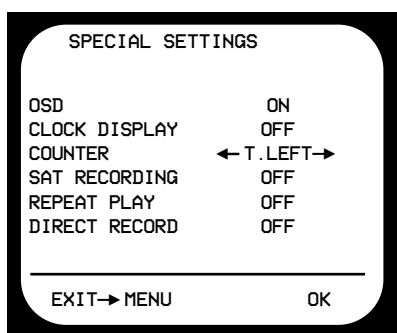 SPECIAL SETTINGS
OSD ON
CLOCK DISPLAY OFF
COUNTER ←T.LEFT→
SAT RECORDING OFF
REPEAT PLAY OFF
DIRECT RECORD OFF
EXIT→MENU OK